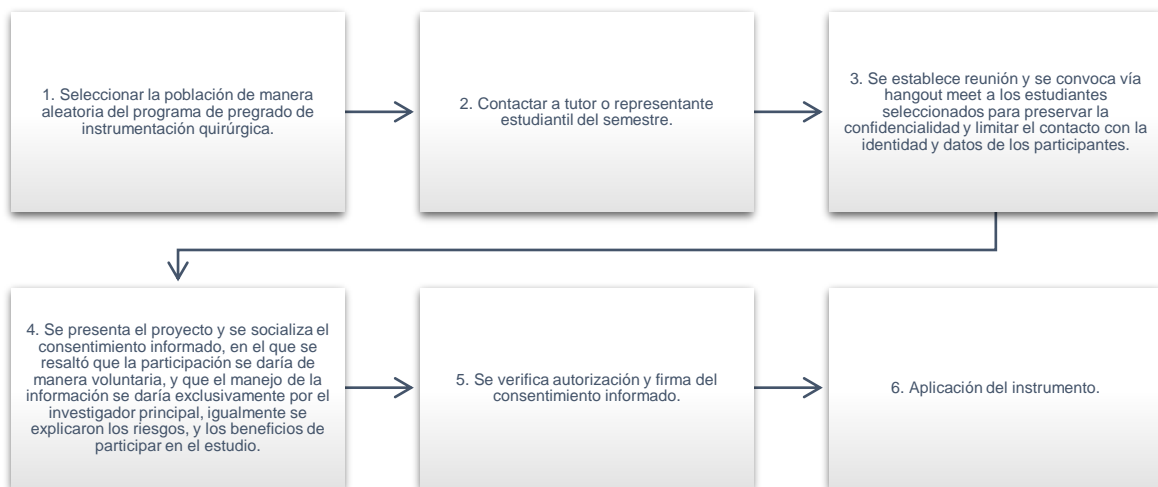 1. Seleccionar la población de manera
aleatoria del programa de pregrado de
instrumentación quirúrgica.
2. Contactar a tutor o representante
estudiantil del semestre.
3. Se establece reunión y se convoca vía
hangout meet a los estudiantes
seleccionados para preservar la
confidencialidad y limitar el contacto con la
identidad y datos de los participantes.
4. Se presenta el proyecto y se socializa el
consentimiento informado, en el que se
resaltó que la participación se daría de
manera voluntaria, y que el manejo de la
información se daría exclusivamente por el
investigador principal, igualmente se
explicaron los riesgos, y los beneficios de
participar en el estudio.
5. Se verifica autorización y firma del
consentimiento informado.
6. Aplicación del instrumento.